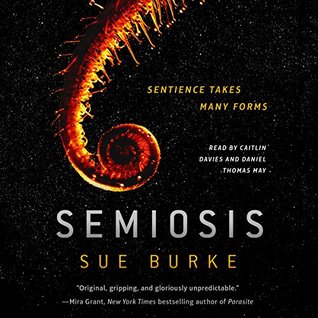 SENTIENCE TAKES
MANY FORMS
READ BY CAITLIN
DAVIES AND DANIEL
THOMAS MAY
SEMIOSIS
SUE BURKE
"Original, gripping, and gloriously unpredictable."
—Mira Grant, New York Times bestselling author of Parasite